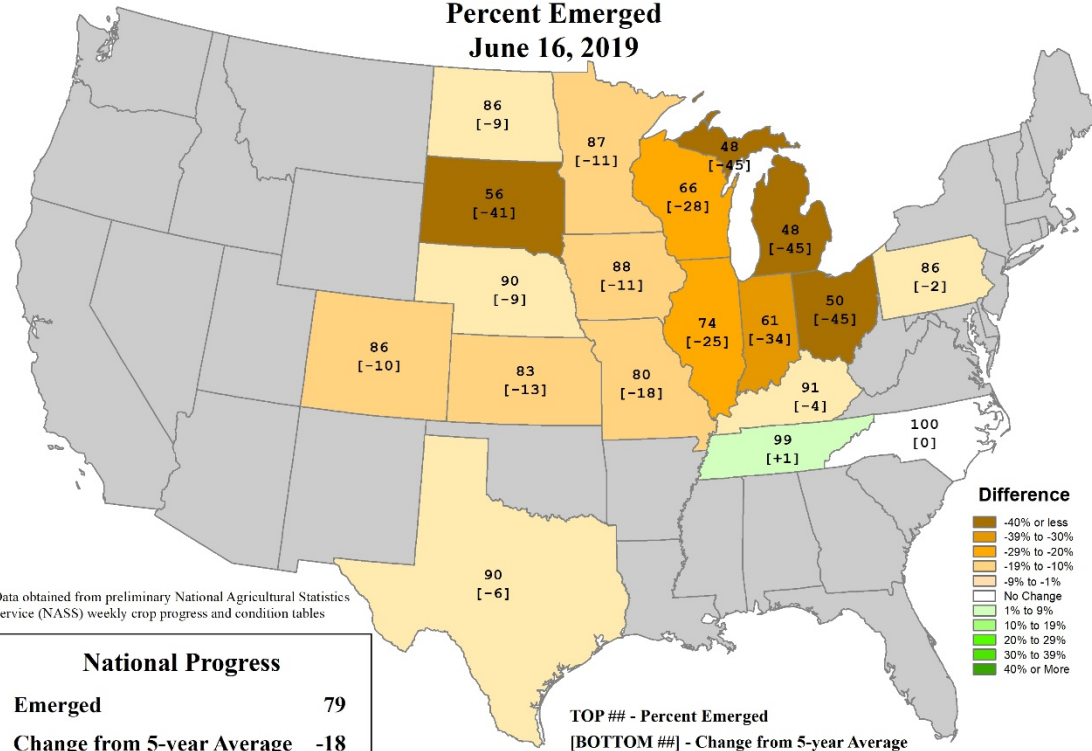 Percent Emerged
June 16, 2019
86
[-9]
87
[-11]
48
[-45]
66
[-28]
56
[-41]
48
[-45]
90
[-9]
88
[-11]
86
[-2]
50
[-45]
61
[-34]
74
[-25]
86
[-10]
83
[-13]
80
[-18]
91
[-4]
100
[0]
99
[+1]
90
[-6]
Difference
-40% or less
-39% to -30%
-29% to -20%
-19% to -10%
-9% to -1%
No Change
1% to 9%
10% to 19%
20% to 29%
30% to 39%
40% or More
Data obtained from preliminary National Agricultural Statistics
Service (NASS) weekly crop progress and condition tables
National Progress
Emerged 79
Change from 5-year Average -18
TOP ## - Percent Emerged
[BOTTOM ##] - Change from 5-year Average